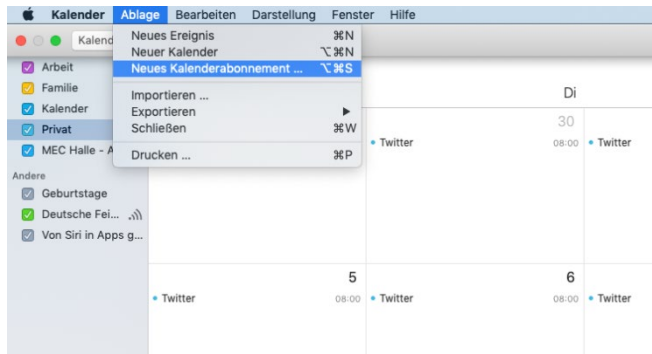 Kalender Ablage Bearbeiten Darstellung Fenster Hilfe
Kalend
Neues Ereignis ⌘N
Neuer Kalender ⌥⌘N
Neues Kalenderabonnement ... ⌥⌘S
Importieren ...
Exportieren ▶
Schließen ⌘W
Drucken ... ⌘P
Arbeit
Familie
Kalender
Privat
MEC Halle - A
Andere
Geburtstage
Deutsche Fei...
Von Siri in Apps g...
Di
30
Twitter 08:00 Twitter
5 6
Twitter 08:00 Twitter 08:00 Twitter